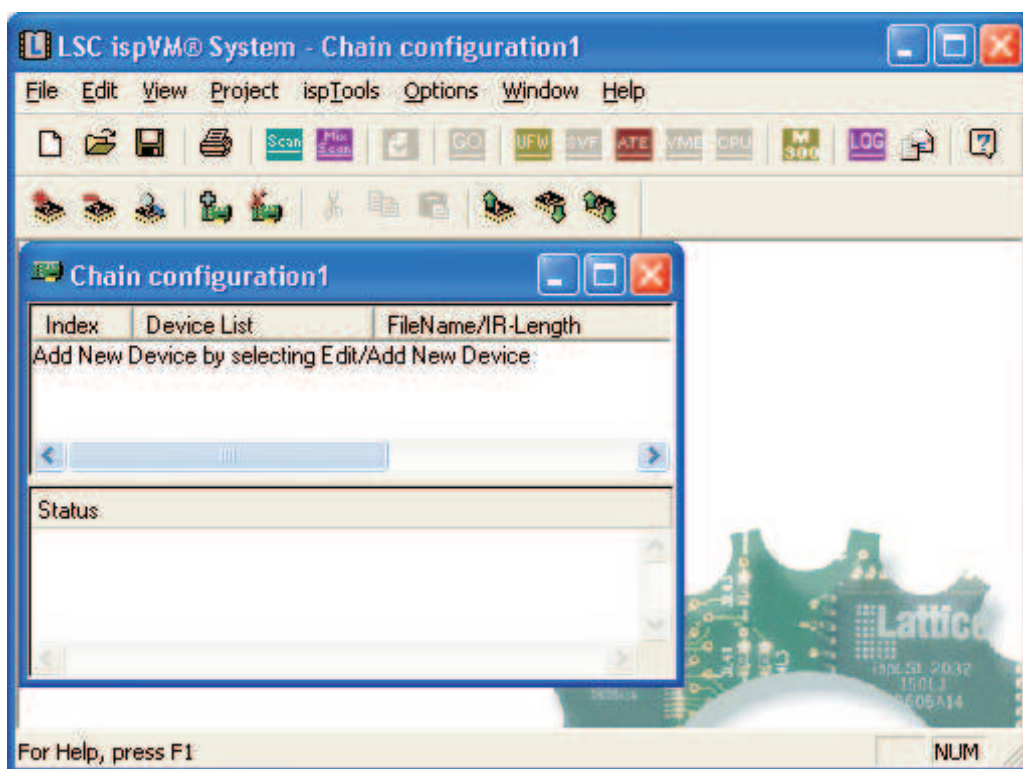 LSC ispVM® System - Chain configuration1
File Edit View Project ispTools Options Window Help
Scan Mix Scan GO UFW SVF ATE VME CPU M 300 LOG
Chain configuration1
Index Device List FileName/IR-Length
Add New Device by selecting Edit/Add New Device
Status
Lattice
2032
150LJ
For Help, press F1 NUM